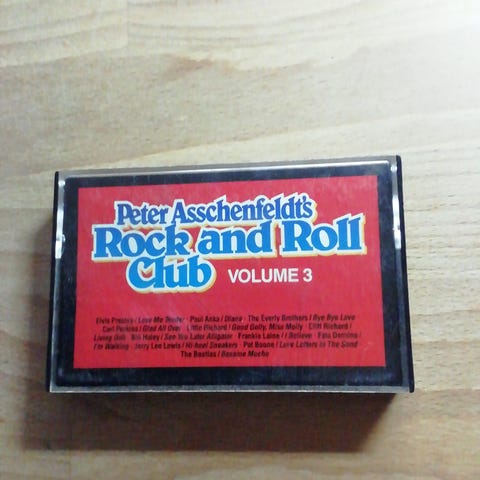 Peter Asschenfeldt's
Rock and Roll
Club VOLUME 3
Elvis Presley / Love Me Tender · Paul Anka / Diana · The Everly Brothers / Bye Bye Love
Carl Perkins / Glad All Over · Little Richard / Good Golly, Miss Molly · Cliff Richard /
Living Doll · Bill Haley / See You Later Alligator · Frankie Laine / I Believe · Fats Domino /
I'm Walking · Jerry Lee Lewis / Hi-heel Sneakers · Pat Boone / Love Letters In The Sand
The Beatles / Besame Mucho